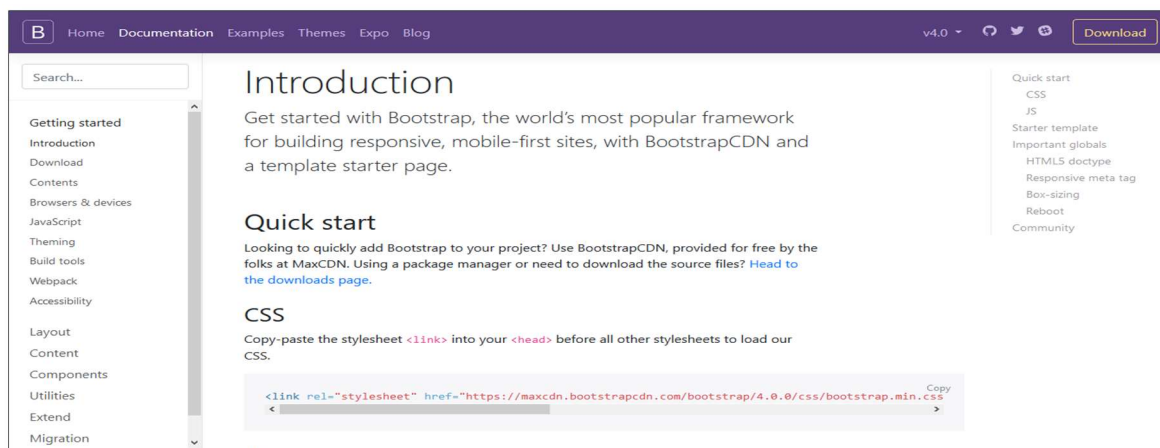 B Home Documentation Examples Themes Expo Blog v4.0 Download
Search...
Getting started
Introduction
Download
Contents
Browsers & devices
JavaScript
Theming
Build tools
Webpack
Accessibility
Layout
Content
Components
Utilities
Extend
Migration
Introduction
Get started with Bootstrap, the world’s most popular framework
for building responsive, mobile-first sites, with BootstrapCDN and
a template starter page.
Quick start
Looking to quickly add Bootstrap to your project? Use BootstrapCDN, provided for free by the
folks at MaxCDN. Using a package manager or need to download the source files? Head to
the downloads page.
CSS
Copy-paste the stylesheet <link> into your <head> before all other stylesheets to load our
CSS.
Copy
<link rel="stylesheet" href="https://maxcdn.bootstrapcdn.com/bootstrap/4.0.0/css/bootstrap.min.css
Quick start
CSS
JS
Starter template
Important globals
HTML5 doctype
Responsive meta tag
Box-sizing
Reboot
Community